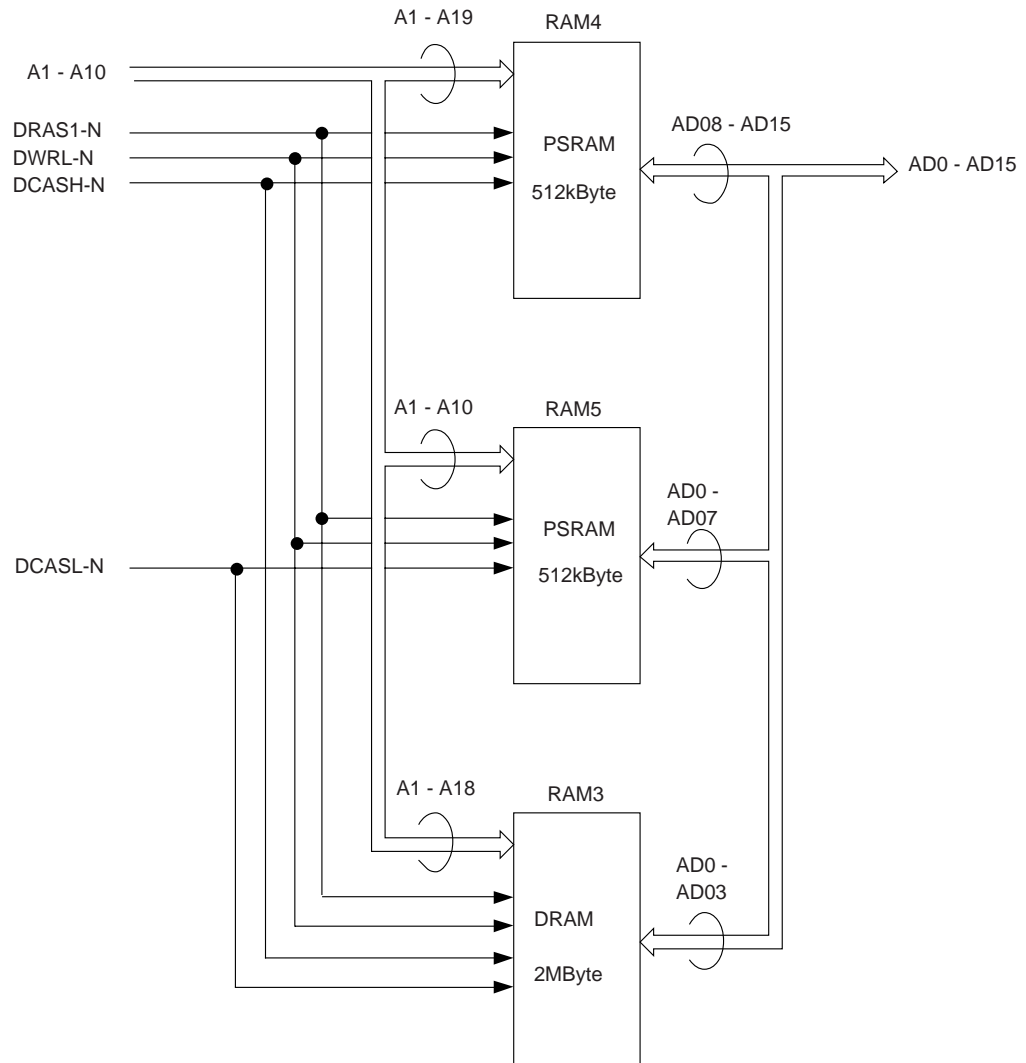 A1 - A19
RAM4
A1 - A10
DRAS1-N
DWRL-N
DCASH-N
PSRAM
512kByte
AD08 - AD15
AD0 - AD15
A1 - A10
RAM5
DCASL-N
PSRAM
512kByte
AD0 -
AD07
A1 - A18
RAM3
DRAM
2MByte
AD0 -
AD03